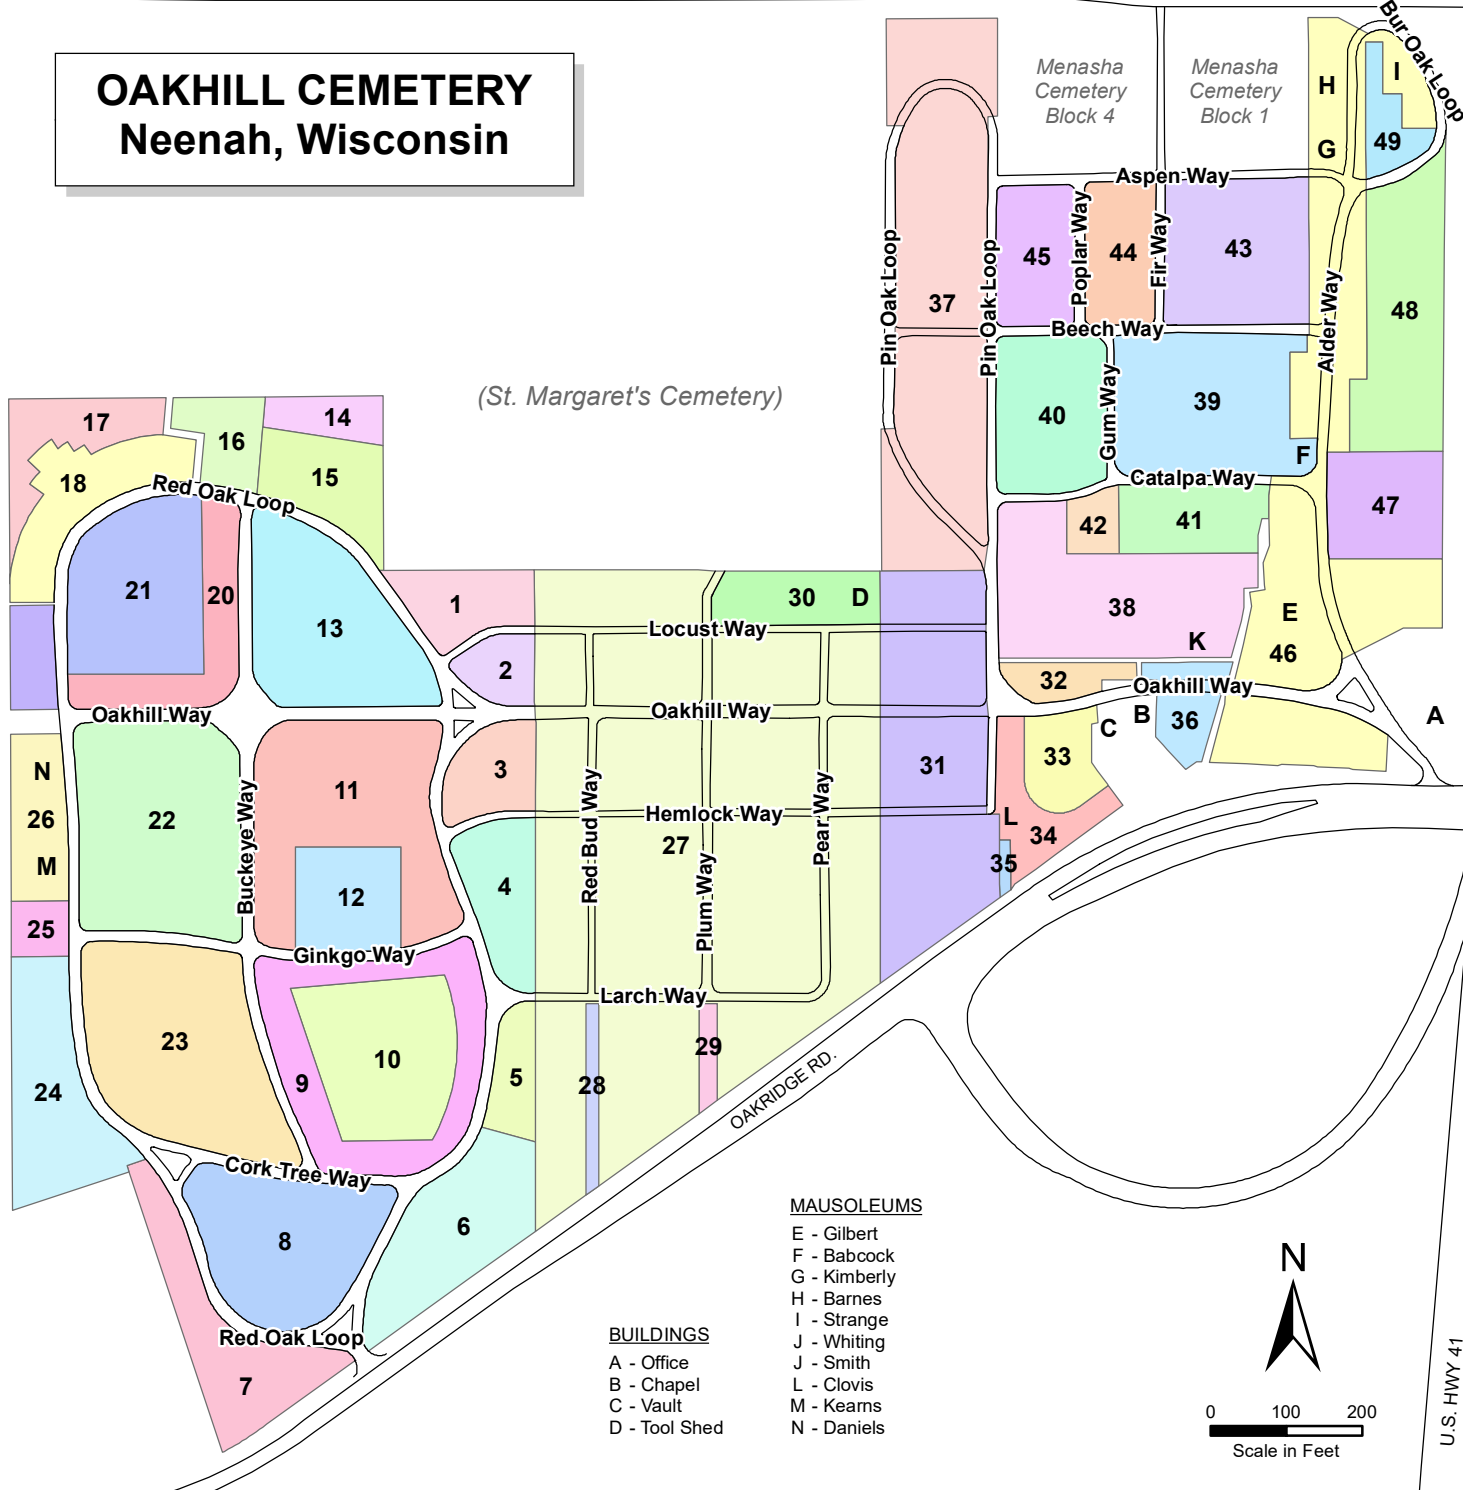 OAKHILL CEMETERY
Neenah, Wisconsin
Menasha
Cemetery
Block 4
Menasha
Cemetery
Block 1
Bur Oak Loop
H
I
G
49
Aspen Way
Pin Oak Loop
37
Pin Oak Loop
45
Poplar Way
44
Fir Way
43
Alder Way
48
Beech Way
(St. Margaret's Cemetery)
40
Gum Way
39
F
Catalpa Way
42
41
47
38
K
E
46
32
Oakhill Way
B
36
C
33
A
L
34
35
17
18
16
14
15
Red Oak Loop
21
20
13
1
2
30
D
Locust Way
Oakhill Way
Oakhill Way
N
26
M
25
22
Buckeye Way
11
12
3
Red Bud Way
Hemlock Way
27
Plum Way
Pear Way
31
4
Ginkgo Way
Larch Way
23
24
9
10
5
28
29
OAKRIDGE RD.
Cork Tree Way
8
6
Red Oak Loop
7
BUILDINGS
A - Office
B - Chapel
C - Vault
D - Tool Shed
MAUSOLEUMS
E - Gilbert
F - Babcock
G - Kimberly
H - Barnes
I - Strange
J - Whiting
J - Smith
L - Clovis
M - Kearns
N - Daniels
N
0 100 200
Scale in Feet
U.S. HWY 41